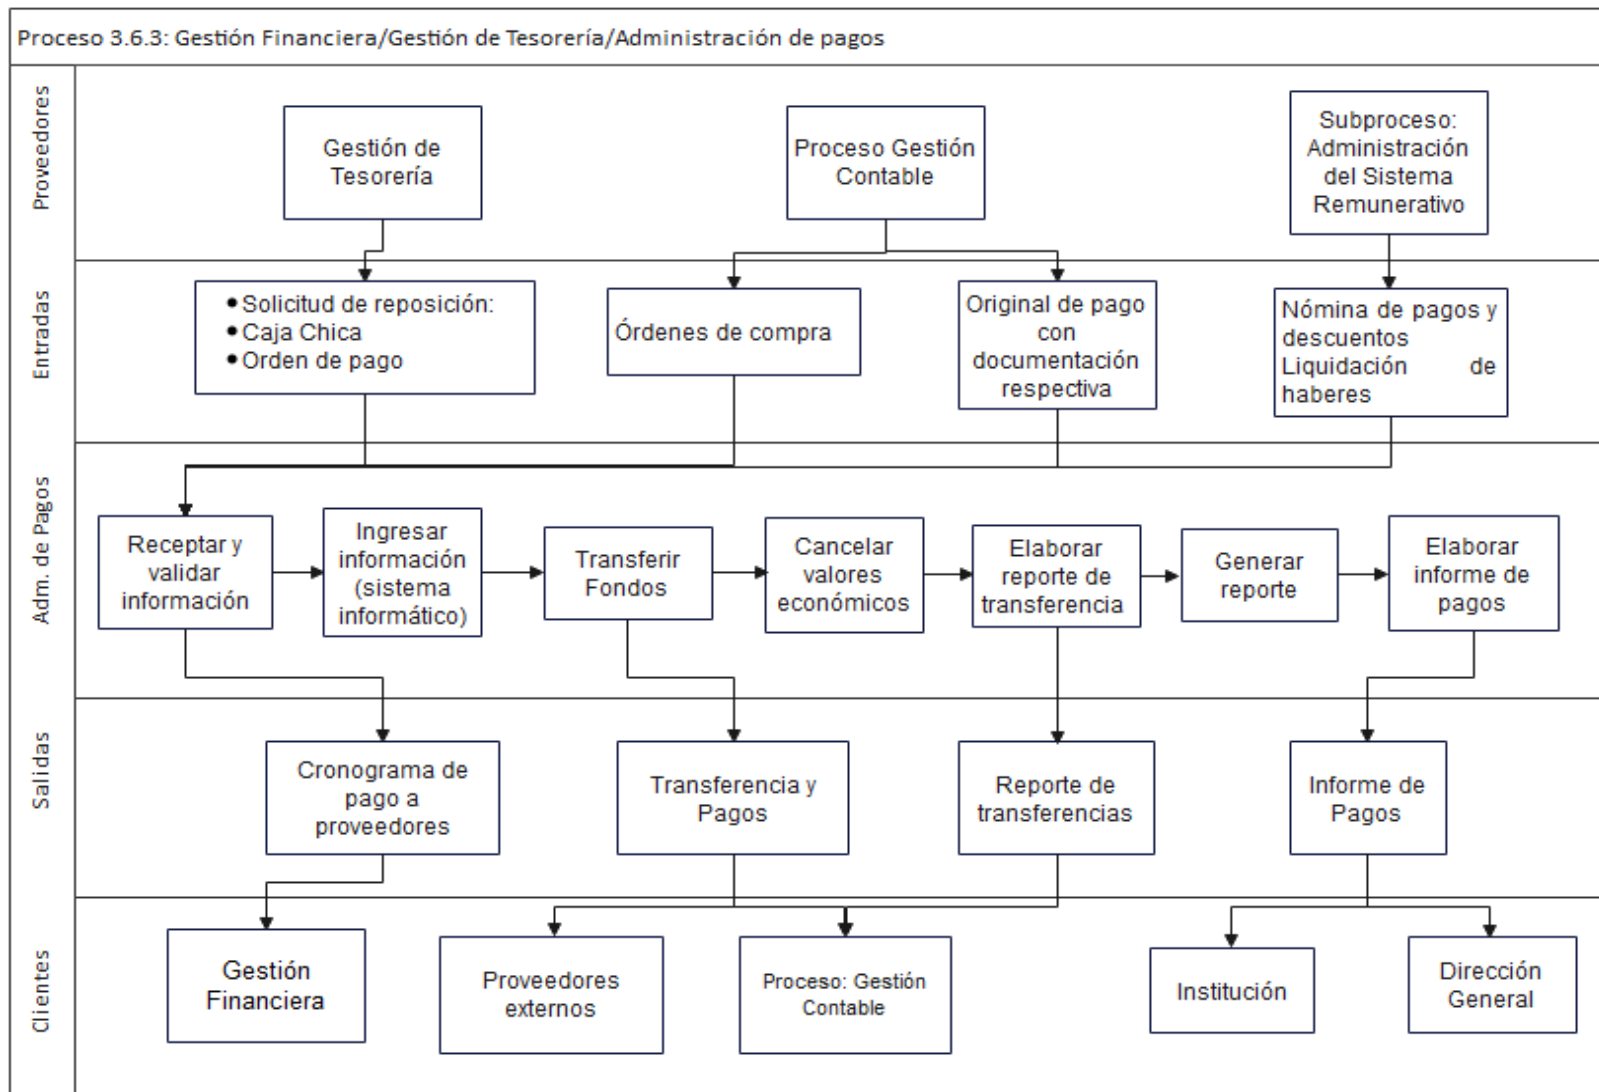 Proceso 3.6.3: Gestión Financiera/Gestión de Tesorería/Administración de pagos
Proveedores
Gestión de
Tesorería
Proceso Gestión
Contable
Subproceso:
Administración
del Sistema
Remunerativo
Entradas
• Solicitud de reposición:
• Caja Chica
• Orden de pago
Órdenes de compra
Original de pago
con
documentación
respectiva
Nómina de pagos y
descuentos
Liquidación de
haberes
Adm. de Pagos
Receptar y
validar
información
Ingresar
información
(sistema
informático)
Transferir
Fondos
Cancelar
valores
económicos
Elaborar
reporte de
transferencia
Generar
reporte
Elaborar
informe de
pagos
Salidas
Cronograma de
pago a
proveedores
Transferencia y
Pagos
Reporte de
transferencias
Informe de
Pagos
Clientes
Gestión
Financiera
Proveedores
externos
Proceso: Gestión
Contable
Institución
Dirección
General